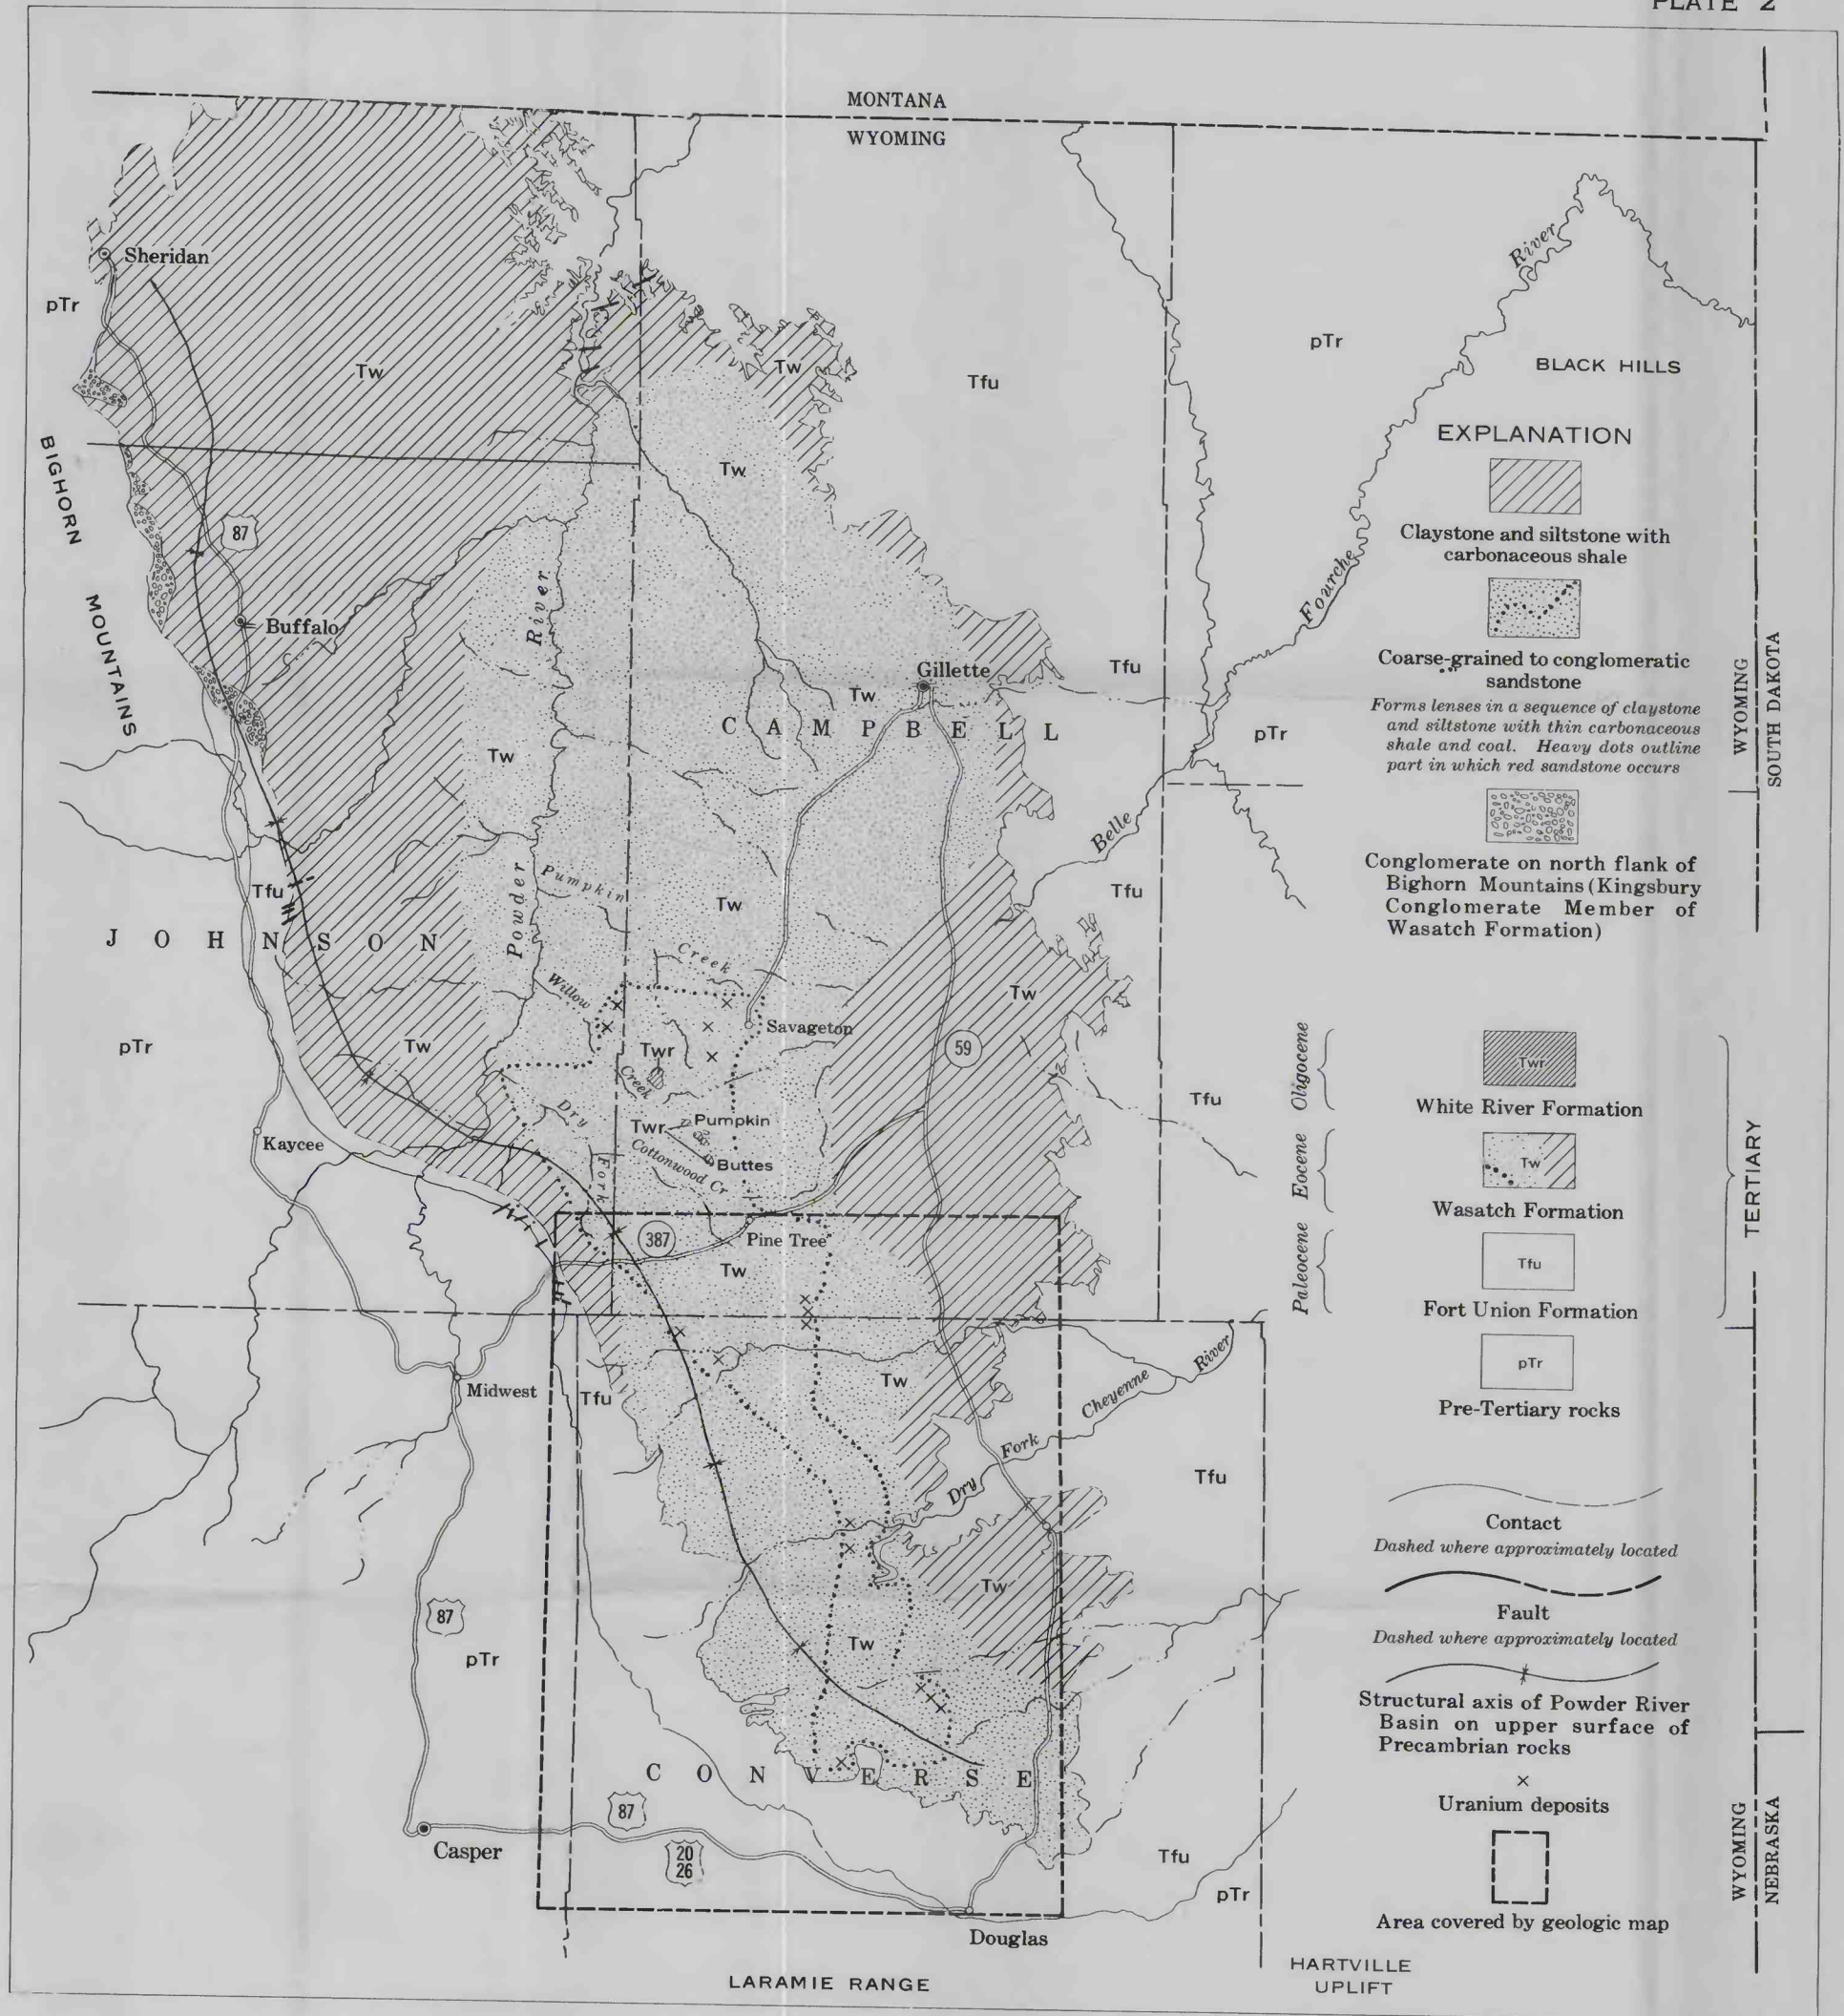 PLATE 2
MONTANA
WYOMING
Sheridan
pTr
Tw
Tw
Tfu
pTr
River
BLACK HILLS
BIGHORN
MOUNTAINS
87
Tw
River
Buffalo
Fourche
Gillette
Tw
Tfu
CAMPBELL
Tw
pTr
Belle
Powder
Pumpkin
Creek
Tfu
Tw
Tfu
JOHNSON
Willow
Savageton
Tw
59
pTr
Tw
Twr
Creek
Dry
Fork
Twr
Pumpkin
Buttes
Cottonwood Cr
Tfu
Kaycee
387
Pine Tree
Tw
Midwest
Tfu
Tw
River
Cheyenne
Fork
Dry
Tfu
87
pTr
Tw
Tw
CONVERSE
87
20
26
Casper
Tfu
pTr
Douglas
LARAMIE RANGE
HARTVILLE
UPLIFT
EXPLANATION
Claystone and siltstone with
carbonaceous shale
Coarse-grained to conglomeratic
sandstone
Forms lenses in a sequence of claystone
and siltstone with thin carbonaceous
shale and coal. Heavy dots outline
part in which red sandstone occurs
Conglomerate on north flank of
Bighorn Mountains (Kingsbury
Conglomerate Member of
Wasatch Formation)
Oligocene
Twr
White River Formation
Eocene
Tw
Wasatch Formation
Paleocene
Tfu
Fort Union Formation
TERTIARY
pTr
Pre-Tertiary rocks
Contact
Dashed where approximately located
Fault
Dashed where approximately located
Structural axis of Powder River
Basin on upper surface of
Precambrian rocks
×
Uranium deposits
Area covered by geologic map
WYOMING
SOUTH DAKOTA
WYOMING
NEBRASKA